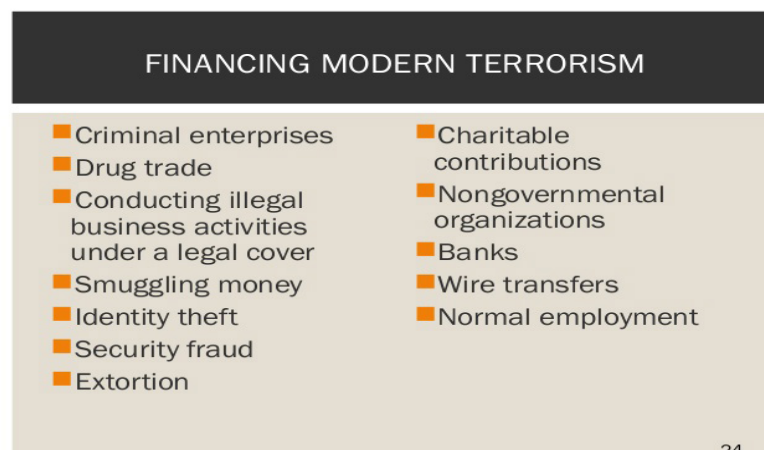 FINANCING MODERN TERRORISM
Criminal enterprises
Drug trade
Conducting illegal
business activities
under a legal cover
Smuggling money
Identity theft
Security fraud
Extortion
Charitable
contributions
Nongovernmental
organizations
Banks
Wire transfers
Normal employment